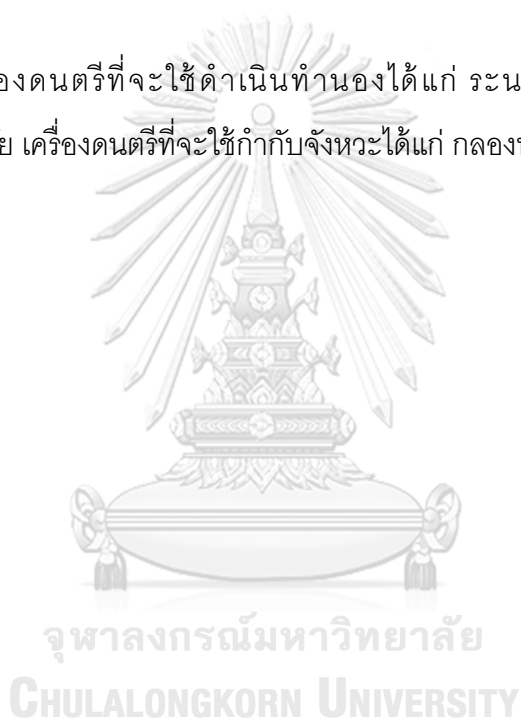 องดนตรีที่จะใช้ดำเนินทำนองได้แก่ ระน
ย เครื่องดนตรีที่จะใช้กำกับจังหวะได้แก่ กลอง
จุฬาลงกรณ์มหาวิทยาลัย
CHULALONGKORN UNIVERSITY